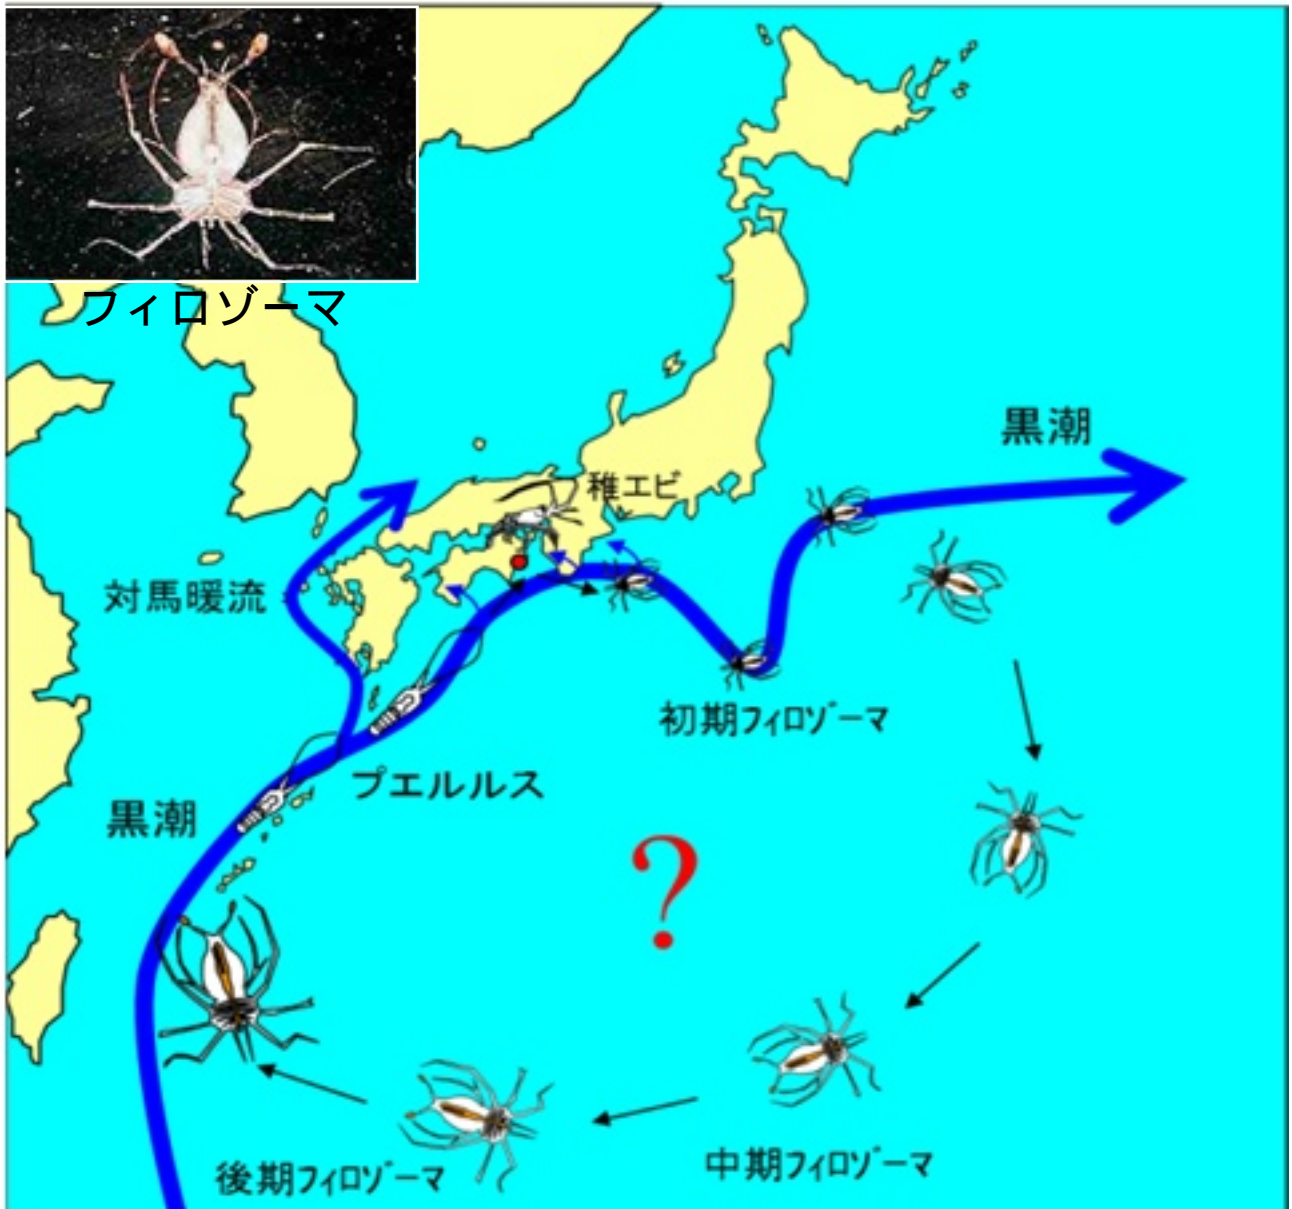 フィロゾーマ
黒潮
稚エビ
対馬暖流
初期フィロゾーマ
プエルルス
黒潮
?
中期フィロゾーマ
後期フィロゾーマ